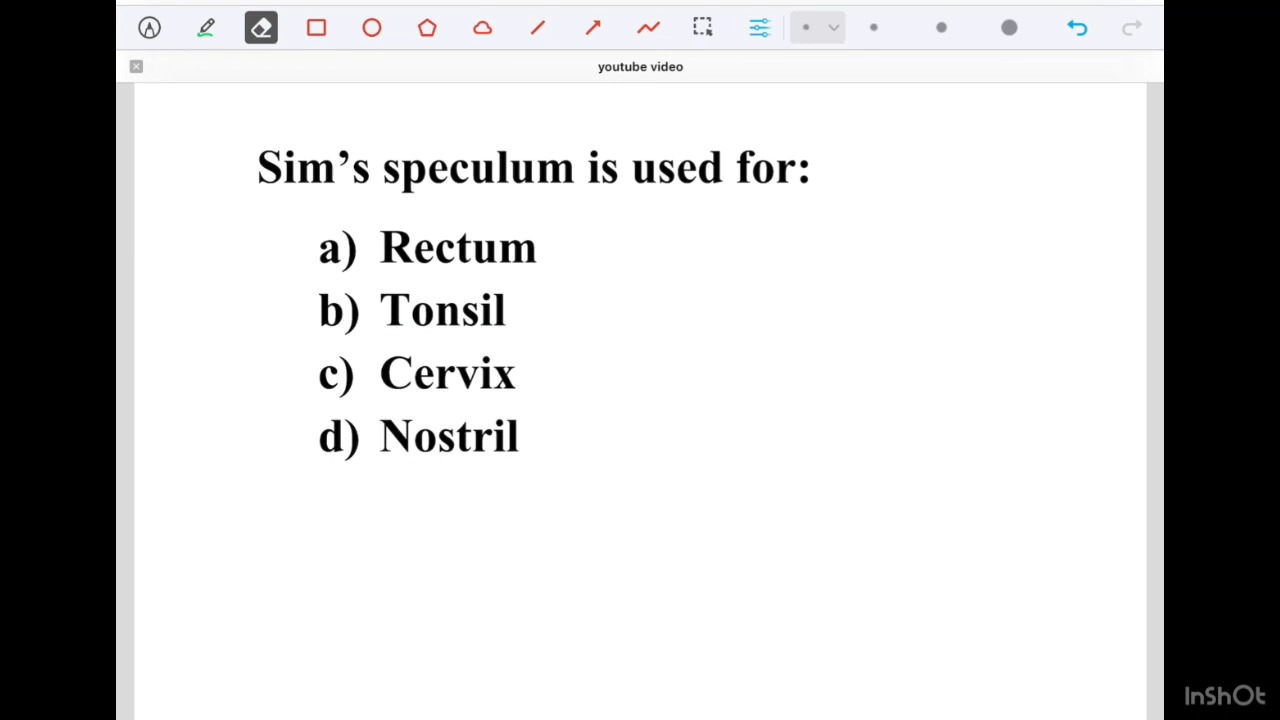 youtube video
Sim’s speculum is used for:
a) Rectum
b) Tonsil
c) Cervix
d) Nostril
InShOt